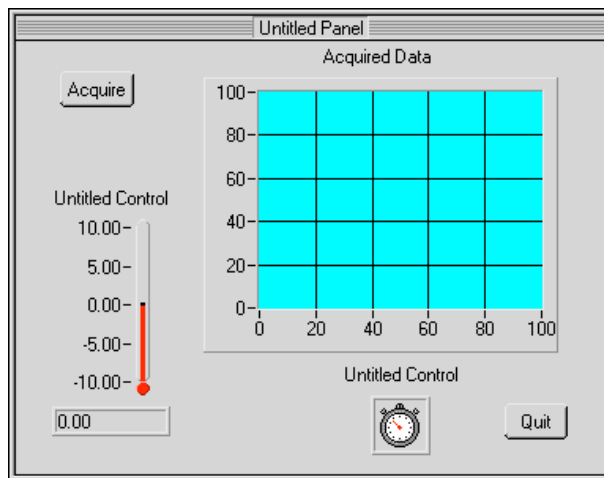 Untitled Panel
Acquired Data
Acquire
100
80
60
40
20
0
0 20 40 60 80 100
Untitled Control
10.00
5.00
0.00
-5.00
-10.00
0.00
Untitled Control
Quit